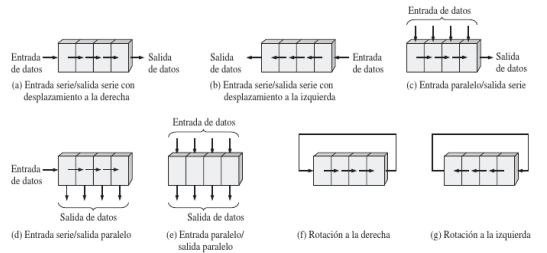 Entrada de datos
Entrada
de datos
Salida
de datos
(a) Entrada serie/salida serie con
desplazamiento a la derecha
Salida
de datos
Entrada
de datos
(b) Entrada serie/salida serie con
desplazamiento a la izquierda
Salida
de datos
(c) Entrada paralelo/salida serie
Entrada
de datos
Salida de datos
(d) Entrada serie/salida paralelo
Entrada de datos
Salida de datos
(e) Entrada paralelo/
salida paralelo
(f) Rotación a la derecha
(g) Rotación a la izquierda